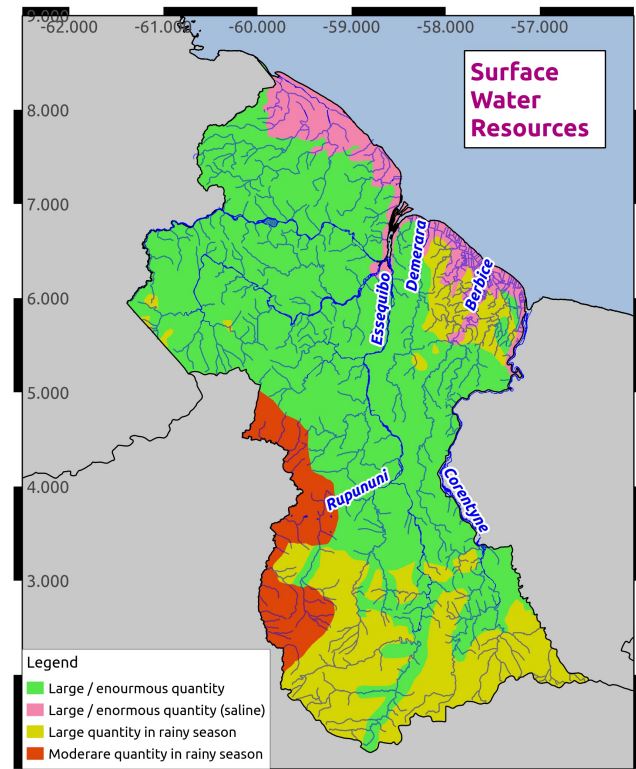 9.000
-62.000 -61.000 -60.000 -59.000 -58.000 -57.000
Surface
Water
Resources
8.000
7.000
Demerara
Berbice
Essequibo
6.000
5.000
4.000
Rupununi
Corentyne
3.000
Legend
Large / enourmous quantity
Large / enormous quantity (saline)
Large quantity in rainy season
Moderare quantity in rainy season